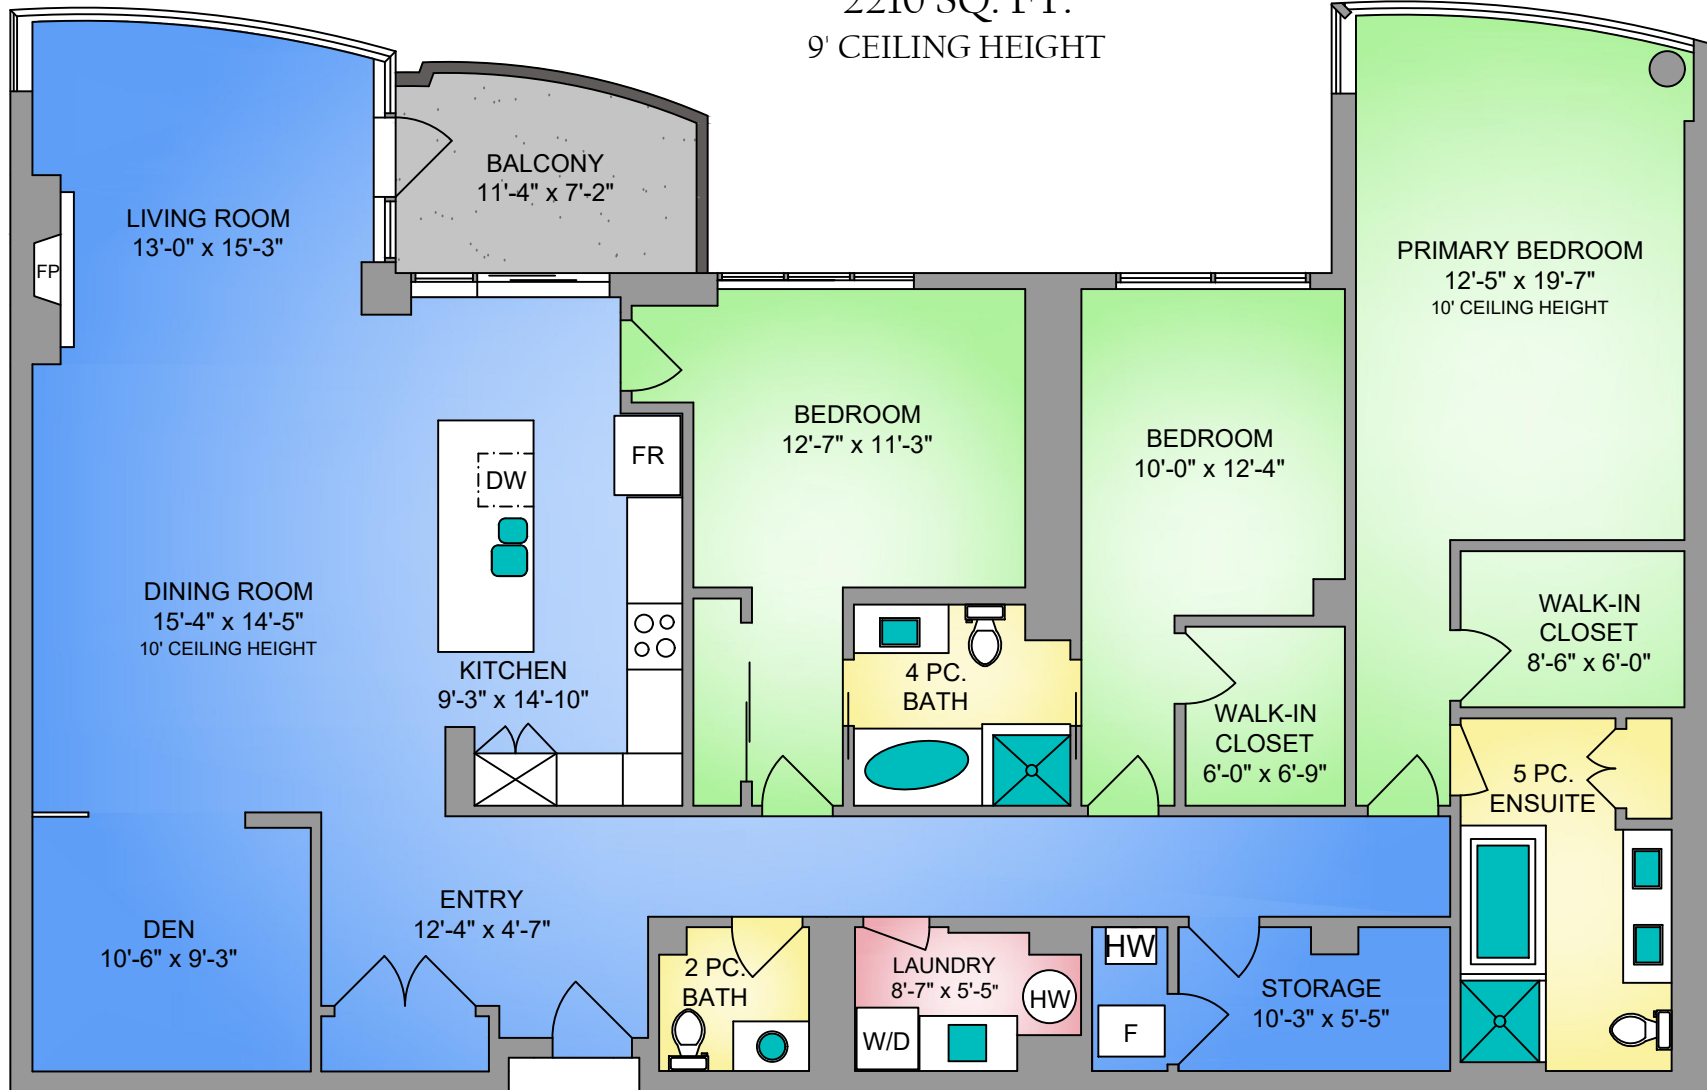 2210 SQ. FT.
9' CEILING HEIGHT
BALCONY
11'-4" x 7'-2"
LIVING ROOM
13'-0" x 15'-3"
FP
PRIMARY BEDROOM
12'-5" x 19'-7"
10' CEILING HEIGHT
BEDROOM
12'-7" x 11'-3"
BEDROOM
10'-0" x 12'-4"
FR
DW
DINING ROOM
15'-4" x 14'-5"
10' CEILING HEIGHT
KITCHEN
9'-3" x 14'-10"
4 PC.
BATH
WALK-IN
CLOSET
8'-6" x 6'-0"
WALK-IN
CLOSET
6'-0" x 6'-9"
5 PC.
ENSUITE
ENTRY
12'-4" x 4'-7"
DEN
10'-6" x 9'-3"
2 PC.
BATH
LAUNDRY
8'-7" x 5'-5"
HW
W/D
HW
F
STORAGE
10'-3" x 5'-5"